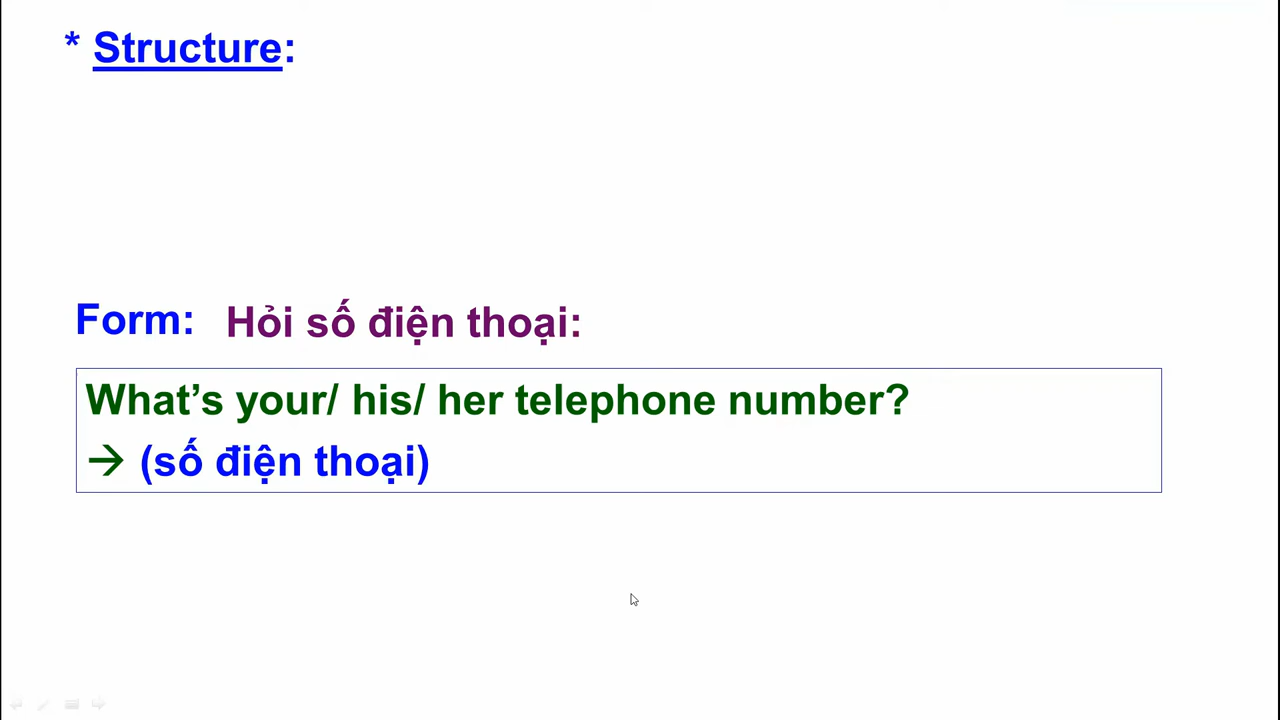 * Structure:
Form: Hỏi số điện thoại:
What’s your/ his/ her telephone number?
→ (số điện thoại)